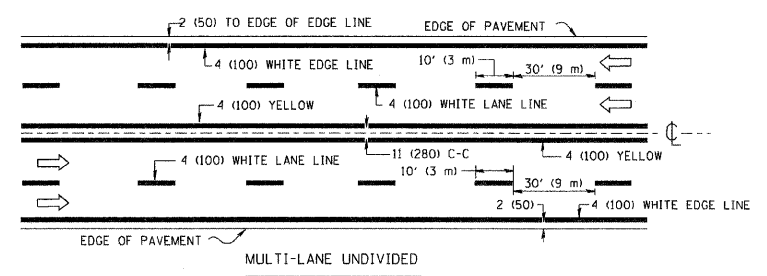 2 (50) TO EDGE OF EDGE LINE
EDGE OF PAVEMENT
4 (100) WHITE EDGE LINE
10' (3 m)
30' (9 m)
4 (100) YELLOW
4 (100) WHITE LANE LINE
℄
4 (100) WHITE LANE LINE
11 (280) C-C
4 (100) YELLOW
10' (3 m)
30' (9 m)
2 (50)
4 (100) WHITE EDGE LINE
EDGE OF PAVEMENT
MULTI-LANE UNDIVIDED